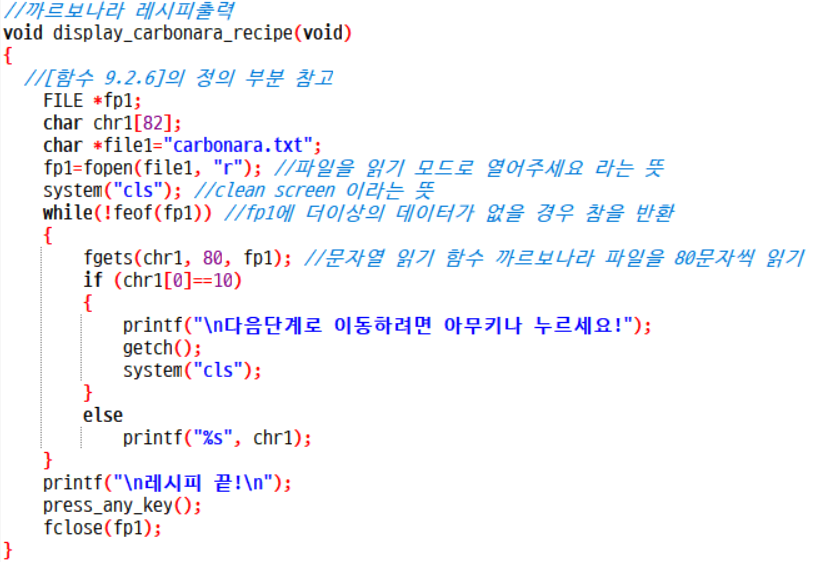 //까르보나라 레시피출력
void display_carbonara_recipe(void)
{
//[함수 9.2.6]의 정의 부분 참고
FILE *fp1;
char chr1[82];
char *file1="carbonara.txt";
fp1=fopen(file1, "r"); //파일을 읽기 모드로 열어주세요 라는 뜻
system("cls"); //clean screen 이라는 뜻
while(!feof(fp1)) //fp1에 더이상의 데이터가 없을 경우 참을 반환
{
fgets(chr1, 80, fp1); //문자열 읽기 함수 까르보나라 파일을 80문자씩 읽기
if (chr1[0]==10)
{
printf("\n다음단계로 이동하려면 아무키나 누르세요!");
getch();
system("cls");
}
else
printf("%s", chr1);
}
printf("\n레시피 끝!\n");
press_any_key();
fclose(fp1);
}